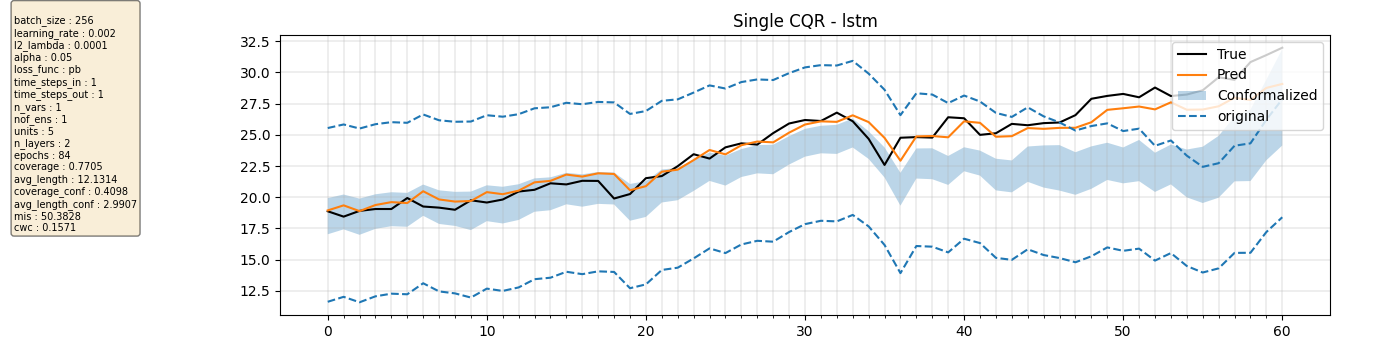 batch_size : 256
learning_rate : 0.002
l2_lambda : 0.0001
alpha : 0.05
loss_func : pb
time_steps_in : 1
time_steps_out : 1
n_vars : 1
nof_ens : 1
units : 5
n_layers : 2
epochs : 84
coverage : 0.7705
avg_length : 12.1314
coverage_conf : 0.4098
avg_length_conf : 2.9907
mis : 50.3828
cwc : 0.1571
Single CQR - lstm
32.5
30.0
27.5
25.0
22.5
20.0
17.5
15.0
12.5
True
Pred
Conformalized
original
0 10 20 30 40 50 60